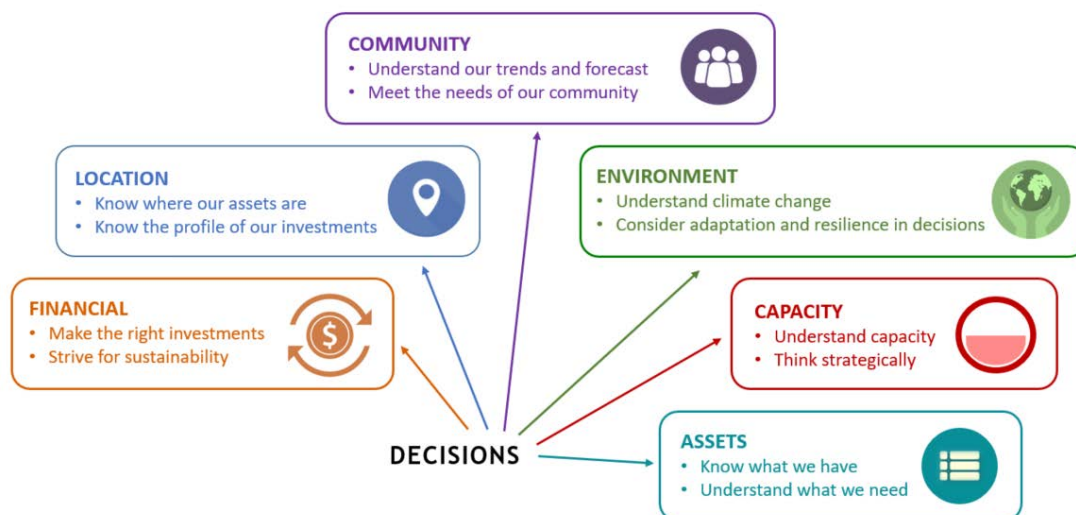 COMMUNITY
• Understand our trends and forecast
• Meet the needs of our community
LOCATION
• Know where our assets are
• Know the profile of our investments
ENVIRONMENT
• Understand climate change
• Consider adaptation and resilience in decisions
FINANCIAL
• Make the right investments
• Strive for sustainability
$
CAPACITY
• Understand capacity
• Think strategically
DECISIONS
ASSETS
• Know what we have
• Understand what we need